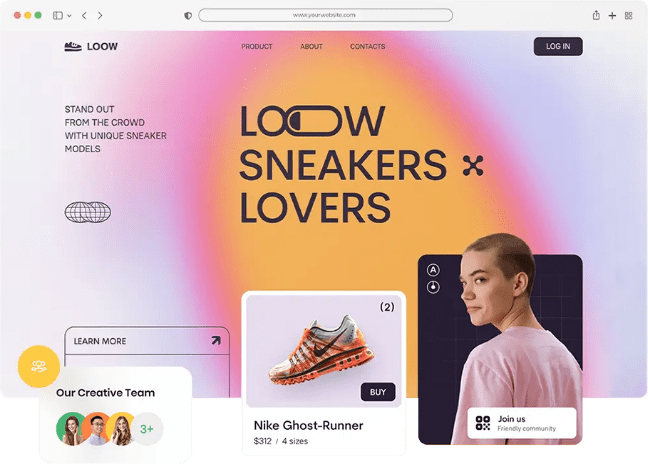 www.yourwebsite.com
LOOW
PRODUCT
ABOUT
CONTACTS
LOG IN
STAND OUT
FROM THE CROWD
WITH UNIQUE SNEAKER
MODELS
LOOW
SNEAKERS
LOVERS
A
LEARN MORE
(2)
BUY
Our Creative Team
3+
Nike Ghost-Runner
$312 / 4 sizes
Join us
Friendly community